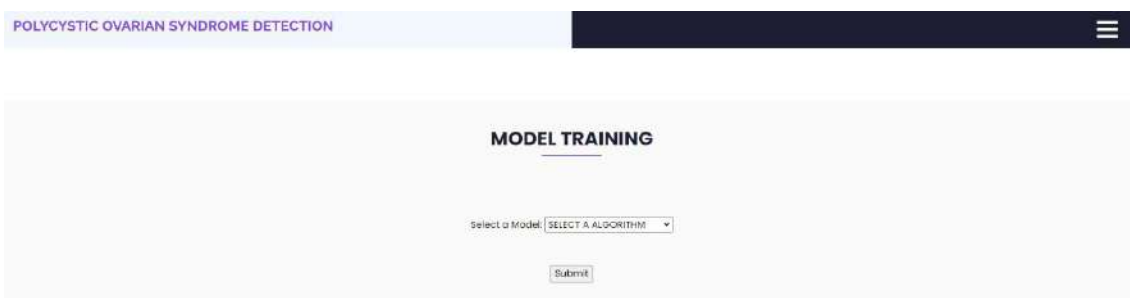 POLYCYSTIC OVARIAN SYNDROME DETECTION
MODEL TRAINING
Select a Model: SELECT A ALGORITHM
Submit